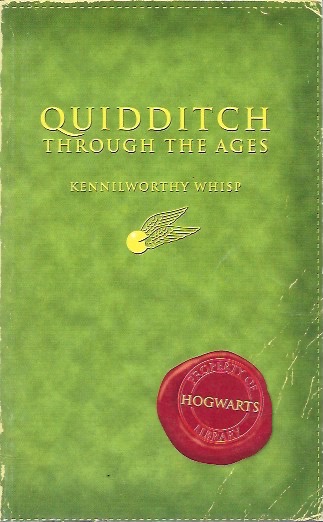 QUIDDITCH
THROUGH THE AGES
KENNILWORTHY WHISP
PROPERTY OF
HOGWARTS
LIBRARY